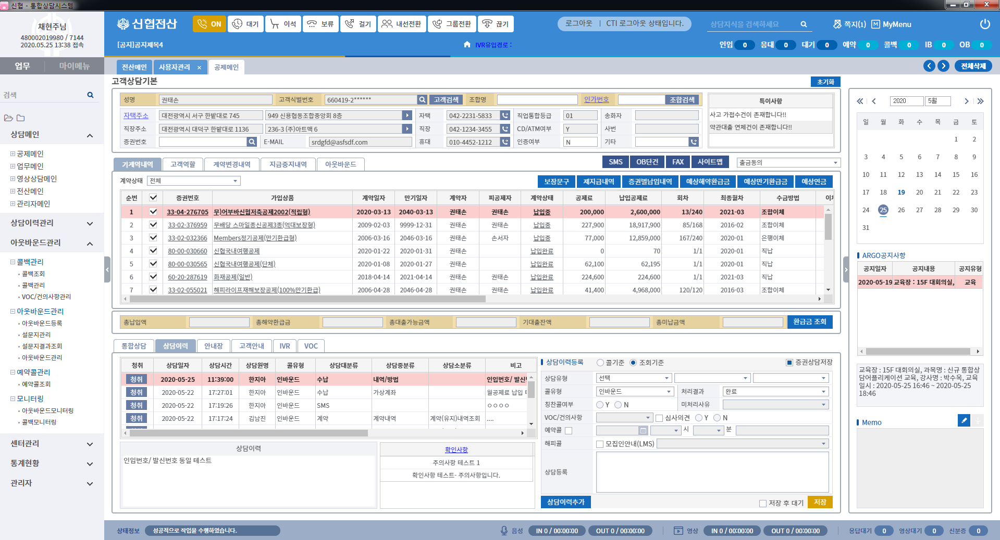 신협 - 통합상담시스템
채현주님
480002019980 / 7144
2020.05.25 13:38 접속
업무 마이메뉴
검색
상담메인
공제메인
업무메인
영상상담메인
전산메인
관리자메인
상담이력관리
아웃바운드관리
콜백관리
콜백조회
콜백관리
VOC/건의사항관리
아웃바운드관리
아웃바운드등록
설문지관리
설문지결과조회
아웃바운드관리
예약콜관리
예약콜조회
모니터링
아웃바운드모니터링
콜백모니터링
센터관리
통계현황
관리자
신협전산 ON 대기 이석 보류 걸기 내선전환 그룹전환 끊기 로그아웃 | CTI 로그아웃 상태입니다. 상담지식을 검색하세요 쪽지(1) M MyMenu
[공지]공지제목4 IVR유입경로 : 인입 0 응대 0 대기 0 예약 0 콜백 0 IB 0 OB 0
전산메인 사용자관리 × 공제메인 전체삭제
고객상담기본 초기화
성명 권태손 고객식벌번호 660419-2****** 고객검색 조합명 인가번호 조합검색
자택주소 대전광역시 서구 한밭대로 745 949 신용협동조합중앙회 8층 자택 042-2231-5833 직업통합등급 01 송화자
직장주소 대전광역시 대덕구 한밭대로 1136 236-3 (주)아트맥 6 직장 042-1234-3455 CD/ATM여부 Y 사번
증권번호 E-MAIL srdgfd@asfsdf.com 휴대 010-4452-1212 인증여부 N 기타
특이사항
사고 가접수건이 존재합니다!!
약관대출 연체건이 존재합니다!!
기계약내역 고객역할 계약변경내역 지급중지내역 아웃바운드 SMS OB단건 FAX 사이트맵 출금동의
계약상태 전체 보장문구 제지급내역 증권별납입내역 예상해약환급금 예상만기환급금 예상연금
순번 증권번호 가입상품 계약일자 만기일자 계약자 피공제자 계약상태 공제료 납입공제료 회차 최종월차 수금방법
1 33-04-276705 무)어부바신협저축공제2002(적립형) 2020-03-13 2040-03-13 권태손 권태손 납입중 200,000 2,600,000 13/240 2021-03 조합이체
2 33-02-376959 무배당 스마일종신공제3종(억대보장형) 2009-02-03 9999-12-31 권태손 권태손 납입중 227,900 18,917,900 85/168 2016-02 조합이체
3 33-02-032366 Members정기공제(만기환급형) 2006-03-16 2046-03-16 권태손 손서자 납입중 77,000 12,859,000 167/240 2020-01 은행이체
4 80-00-030660 신협국내여행공제 2020-01-22 2020-01-31 권태손 납입완료 0 70 1/1 2020-01 직납
5 80-00-030565 신협국내여행공제(단체) 2020-01-08 2020-01-27 권태손 납입완료 62,100 62,195 1/1 2020-01 직납
6 60-20-287619 화재공제(일반) 2018-04-14 2021-04-14 권태손 권태손 납입완료 224,600 224,600 1/1 2021-03 직납
7 33-02-055021 해피라이프재해보장공제(100%만기환급) 2006-04-28 2046-04-28 권태손 권태손 납입완료 41,400 4,968,000 120/120 2016-03 조합이체
총납입액 총해약환급금 총대출가능금액 기대출잔액 총미납금액 환급금 조회
통합상담 상담이력 안내장 고객안내 IVR VOC
청취 상담일자 상담시간 상담원명 콜유형 상담대분류 상담중분류 상담소분류 비고
청취 2020-05-25 11:39:00 한지아 인바운드 수납 내역/방법 인입번호/ 발신
청취 2020-05-22 17:27:01 한지아 인바운드 수납 가상계좌 월공제료 납입
청취 2020-05-22 17:19:26 한지아 인바운드 SMS ㅇㅇㅇㅇ
청취 2020-05-22 17:17:24 김남진 인바운드 계약 계약내역 계약(유지)내역조회 ....
상담이력
인입번호/ 발신번호 동일 테스트
확인사항
주의사항 테스트 1
확인사항 테스트- 주의사항입니다.
상담이력등록 콜기준 조회기준 증권상담저장
상담유형 선택
콜유형 인바운드 처리결과 완료
칭찬콜여부 Y N 미처리사유
VOC/건의사항 심사의견 Y N
예약콜 시 분
해피콜 모집인안내(LMS)
상담등록
상담이력추가 저장 후 대기 저장
2020 5월
일 월 화 수 목 금 토
1 2
3 4 5 6 7 8 9
10 11 12 13 14 15 16
17 18 19 20 21 22 23
24 25 26 27 28 29 30
31
ARGO공지사항
공지일자 공지내용 공지유형
2020-05-19 교육장 : 15F 대회의실, 교육
교육장 : 15F 대회의실, 과목명 : 신규 통합상
담어플리케이션 교육, 강사명 : 박수옥, 교육
일시 : 2020-05-25 16:46 ~ 2020-05-25
18:46
Memo
상태정보 성공적으로 작업을 수행하였습니다. 음성 IN 0 / 00:00:00 OUT 0 / 00:00:00 영상 IN 0 / 00:00:00 OUT 0 / 00:00:00 응답대기 0 영상대기 0 신분증 0